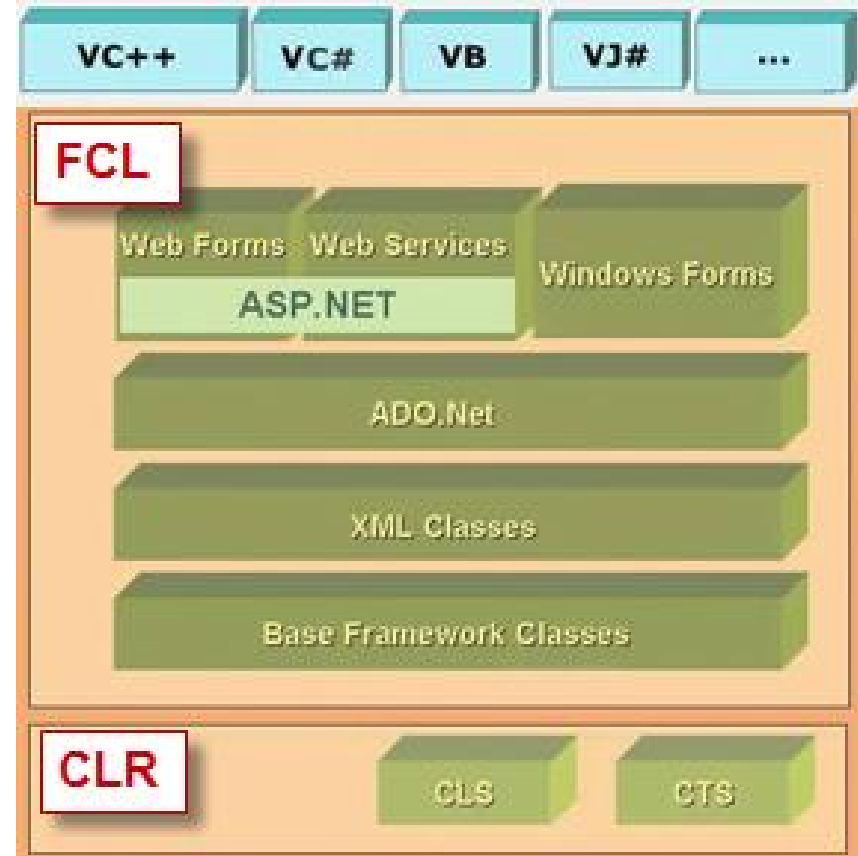 VC++ VC# VB VJ# ...
FCL
Web Forms Web Services
Windows Forms
ASP.NET
ADO.Net
XML Classes
Base Framework Classes
CLR
CLS CTS